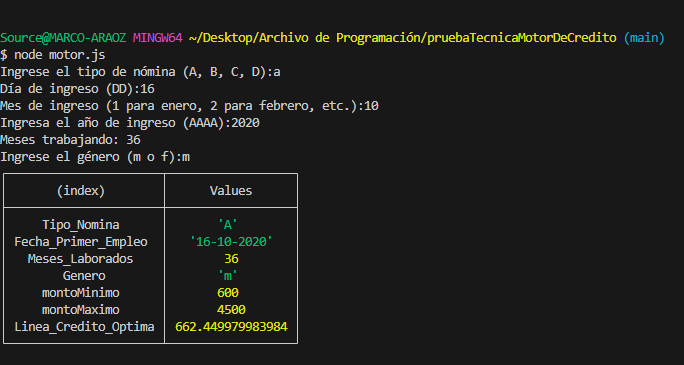 Source@MARCO-ARAOZ MINGW64 ~/Desktop/Archivo de Programación/pruebaTecnicaMotorDeCredito (main)
$ node motor.js
Ingrese el tipo de nómina (A, B, C, D):a
Día de ingreso (DD):16
Mes de ingreso (1 para enero, 2 para febrero, etc.):10
Ingresa el año de ingreso (AAAA):2020
Meses trabajando: 36
Ingrese el género (m o f):m
(index) Values
Tipo_Nomina 'A'
Fecha_Primer_Empleo '16-10-2020'
Meses_Laborados 36
Genero 'm'
montoMinimo 600
montoMaximo 4500
Linea_Credito_Optima 662.449979983984